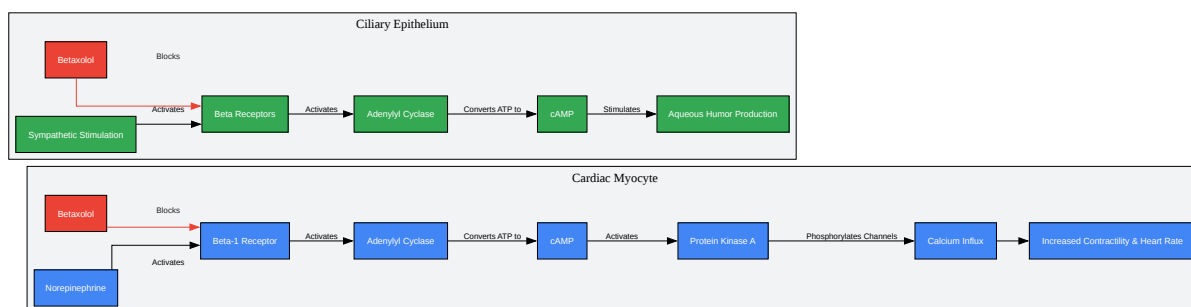 Ciliary Epithelium
Betaxolol
Blocks
Activates
Sympathetic Stimulation
Beta Receptors
Activates
Adenylyl Cyclase
Converts ATP to
cAMP
Stimulates
Aqueous Humor Production
Cardiac Myocyte
Betaxolol
Blocks
Activates
Norepinephrine
Beta-1 Receptor
Activates
Adenylyl Cyclase
Converts ATP to
cAMP
Activates
Protein Kinase A
Phosphorylates Channels
Calcium Influx
Increased Contractility & Heart Rate